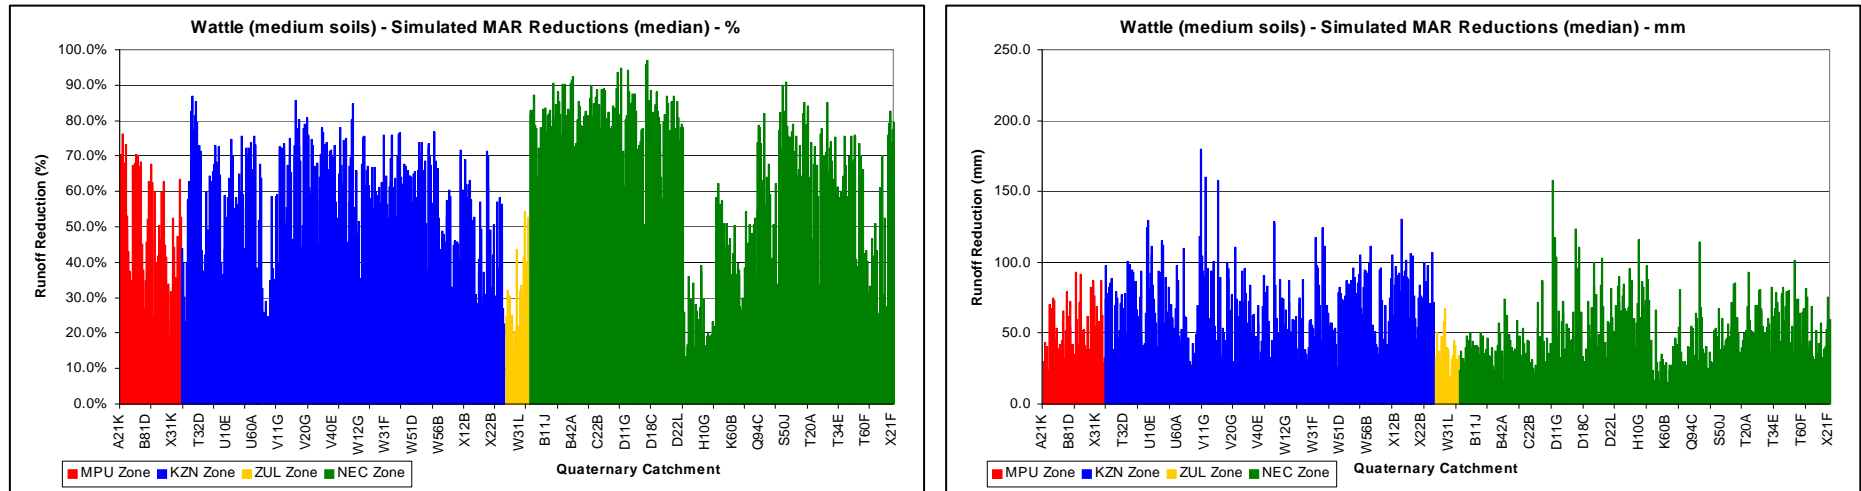 Wattle (medium soils) - Simulated MAR Reductions (median) - %
100.0%
90.0%
80.0%
70.0%
60.0%
50.0%
40.0%
30.0%
20.0%
10.0%
0.0%
Runoff Reduction (%)
A21K B81D X31K T32D U10E U60A V11G V20G V40E W12G W31F W51D W56B X12B X22B W31L B11J B42A C22B D11G D18C D22L H10G K60B Q94C S50J T20A T34E T60F X21F
Quaternary Catchment
MPU Zone KZN Zone ZUL Zone NEC Zone
Wattle (medium soils) - Simulated MAR Reductions (median) - mm
250.0
200.0
150.0
100.0
50.0
0.0
Runoff Reduction (mm)
A21K B81D X31K T32D U10E U60A V11G V20G V40E W12G W31F W51D W56B X12B X22B W31L B11J B42A C22B D11G D18C D22L H10G K60B Q94C S50J T20A T34E T60F X21F
Quaternary Catchment
MPU Zone KZN Zone ZUL Zone NEC Zone